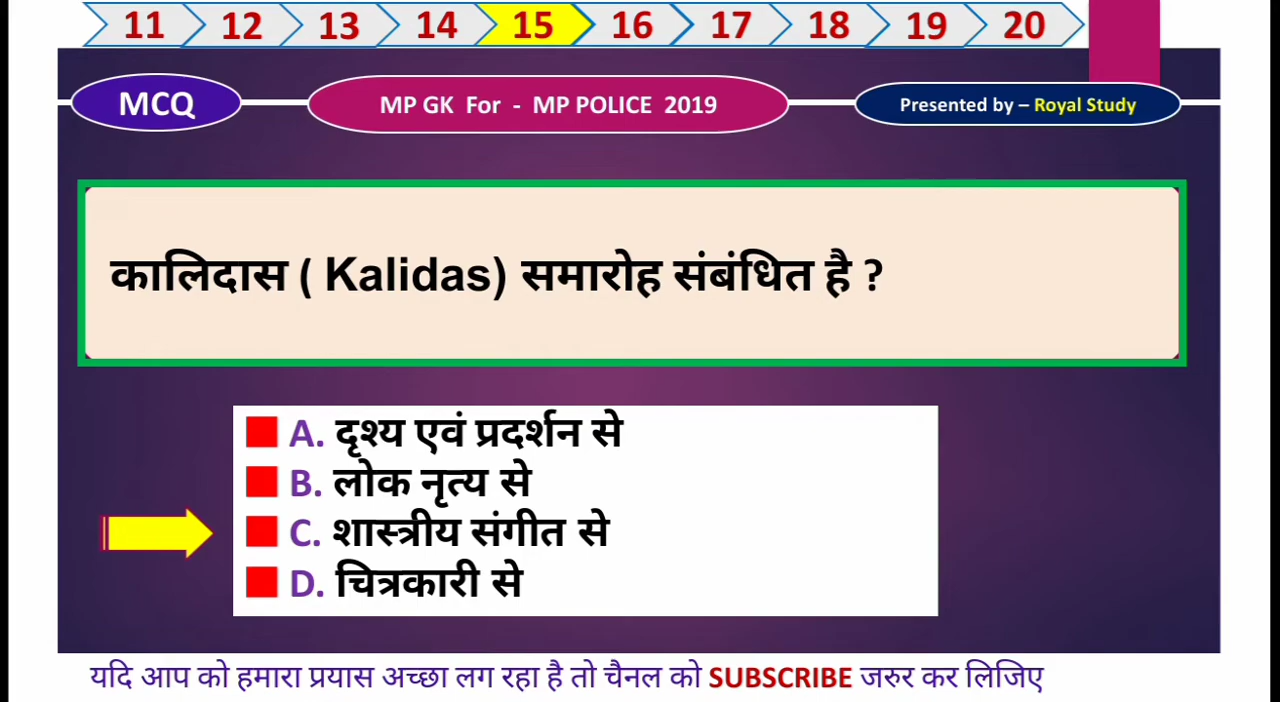 11 12 13 14 15 16 17 18 19 20
MCQ
MP GK For - MP POLICE 2019
Presented by – Royal Study
कालिदास ( Kalidas) समारोह संबंधित है ?
A. दृश्य एवं प्रदर्शन से
B. लोक नृत्य से
C. शास्त्रीय संगीत से
D. चित्रकारी से
यदि आप को हमारा प्रयास अच्छा लग रहा है तो चैनल को SUBSCRIBE जरुर कर लिजिए